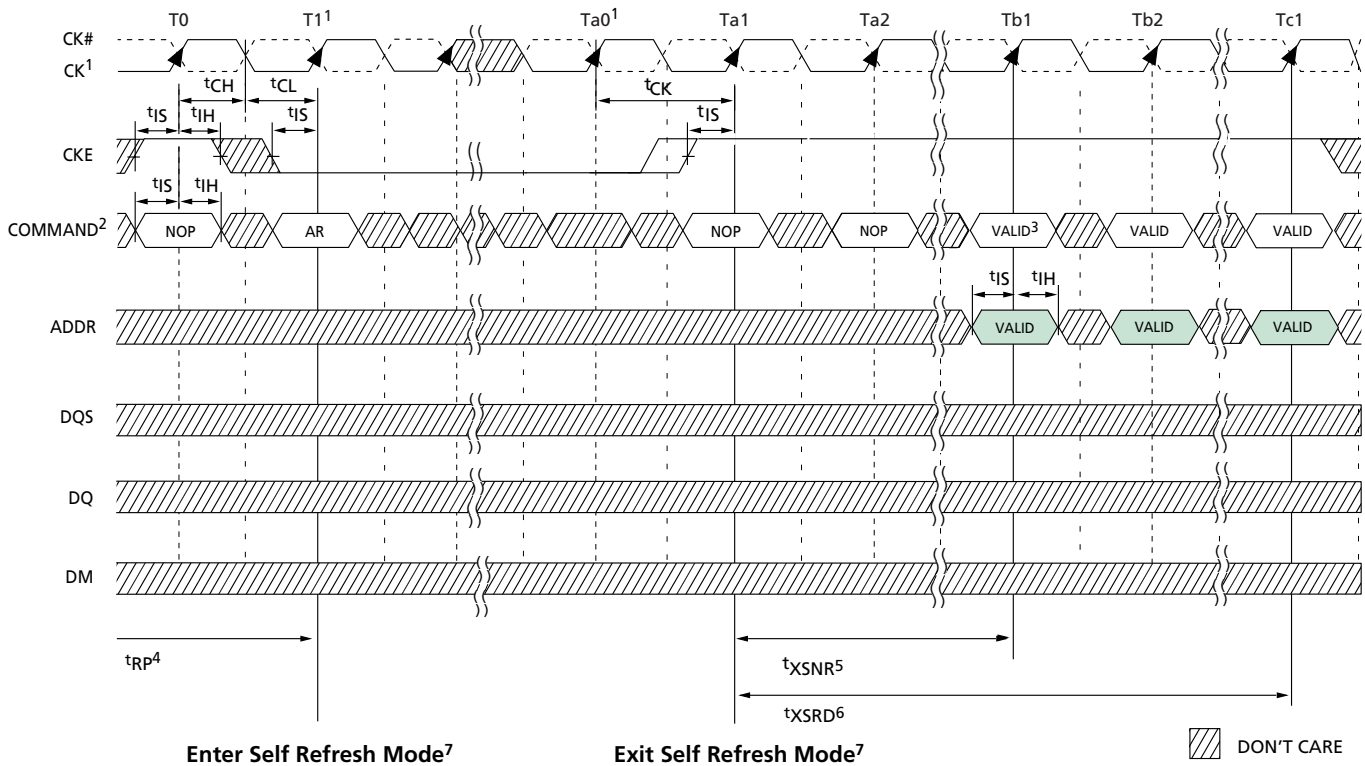 T0 T1¹ Ta0¹ Ta1 Ta2 Tb1 Tb2 Tc1
CK#
CK¹
tCH tCL tCK
tIS tIH tIS tIS
CKE
tIS tIH
COMMAND² NOP AR NOP NOP VALID³ VALID VALID
tIS tIH
ADDR VALID VALID VALID
DQS
DQ
DM
tRP⁴ tXSNR⁵
tXSRD⁶
Enter Self Refresh Mode⁷ Exit Self Refresh Mode⁷ DON'T CARE